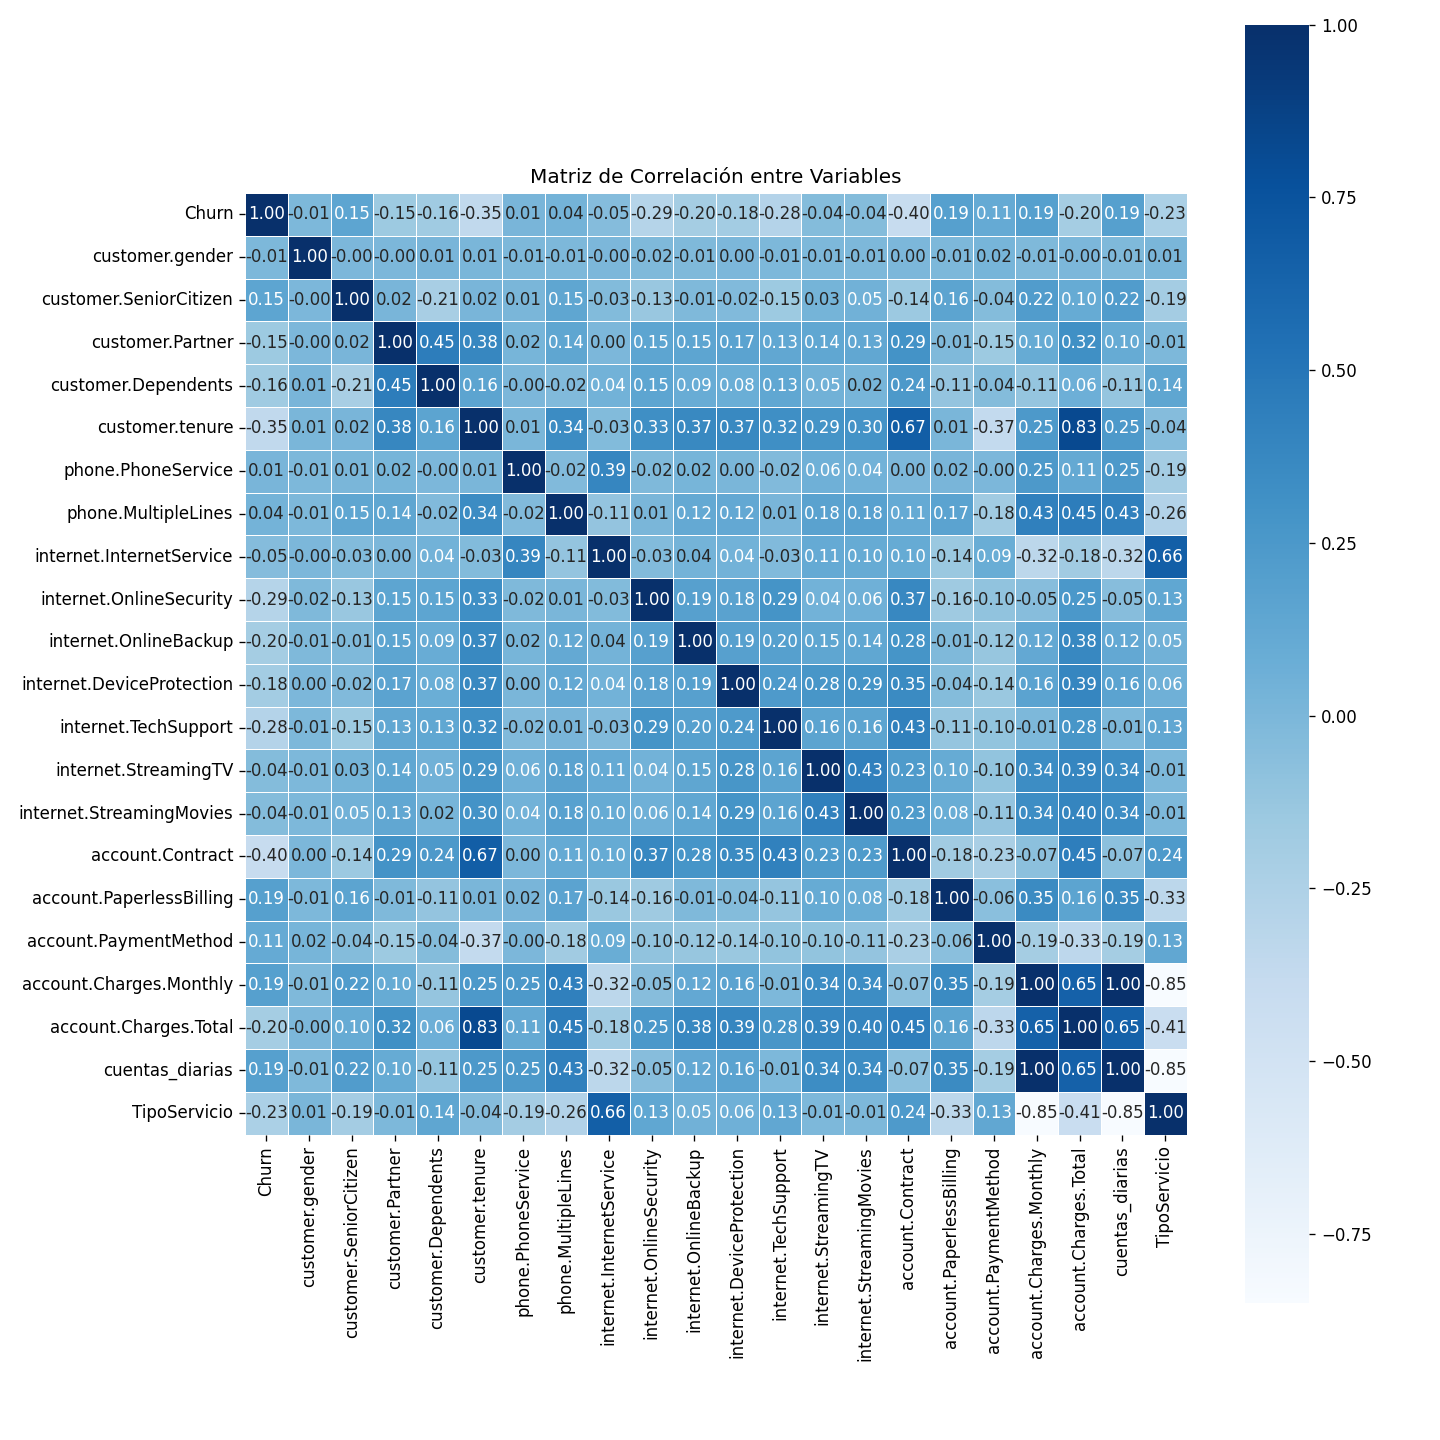 Matriz de Correlación entre Variables
Churn 1.00 -0.01 0.15 -0.15 -0.16 -0.35 0.01 0.04 -0.05 -0.29 -0.20 -0.18 -0.28 -0.04 -0.04 -0.40 0.19 0.11 0.19 -0.20 0.19 -0.23
customer.gender -0.01 1.00 -0.00 -0.00 0.01 0.01 -0.01 -0.01 -0.00 -0.02 -0.01 0.00 -0.01 -0.01 -0.01 0.00 -0.01 0.02 -0.01 -0.00 -0.01 0.01
customer.SeniorCitizen 0.15 -0.00 1.00 0.02 -0.21 0.02 0.01 0.15 -0.03 -0.13 -0.01 -0.02 -0.15 0.03 0.05 -0.14 0.16 -0.04 0.22 0.10 0.22 -0.19
customer.Partner -0.15 -0.00 0.02 1.00 0.45 0.38 0.02 0.14 0.00 0.15 0.15 0.17 0.13 0.14 0.13 0.29 -0.01 -0.15 0.10 0.32 0.10 -0.01
customer.Dependents -0.16 0.01 -0.21 0.45 1.00 0.16 -0.00 -0.02 0.04 0.15 0.09 0.08 0.13 0.05 0.02 0.24 -0.11 -0.04 -0.11 0.06 -0.11 0.14
customer.tenure -0.35 0.01 0.02 0.38 0.16 1.00 0.01 0.34 -0.03 0.33 0.37 0.37 0.32 0.29 0.30 0.67 0.01 -0.37 0.25 0.83 0.25 -0.04
phone.PhoneService 0.01 -0.01 0.01 0.02 -0.00 0.01 1.00 -0.02 0.39 -0.02 0.02 0.00 -0.02 0.06 0.04 0.00 0.02 -0.00 0.25 0.11 0.25 -0.19
phone.MultipleLines 0.04 -0.01 0.15 0.14 -0.02 0.34 -0.02 1.00 -0.11 0.01 0.12 0.12 0.01 0.18 0.18 0.11 0.17 -0.18 0.43 0.45 0.43 -0.26
internet.InternetService -0.05 -0.00 -0.03 0.00 0.04 -0.03 0.39 -0.11 1.00 -0.03 0.04 0.04 -0.03 0.11 0.10 0.10 -0.14 0.09 -0.32 -0.18 -0.32 0.66
internet.OnlineSecurity -0.29 -0.02 -0.13 0.15 0.15 0.33 -0.02 0.01 -0.03 1.00 0.19 0.18 0.29 0.04 0.06 0.37 -0.16 -0.10 -0.05 0.25 -0.05 0.13
internet.OnlineBackup -0.20 -0.01 -0.01 0.15 0.09 0.37 0.02 0.12 0.04 0.19 1.00 0.19 0.20 0.15 0.14 0.28 -0.01 -0.12 0.12 0.38 0.12 0.05
internet.DeviceProtection -0.18 0.00 -0.02 0.17 0.08 0.37 0.00 0.12 0.04 0.18 0.19 1.00 0.24 0.28 0.29 0.35 -0.04 -0.14 0.16 0.39 0.16 0.06
internet.TechSupport -0.28 -0.01 -0.15 0.13 0.13 0.32 -0.02 0.01 -0.03 0.29 0.20 0.24 1.00 0.16 0.16 0.43 -0.11 -0.10 -0.01 0.28 -0.01 0.13
internet.StreamingTV -0.04 -0.01 0.03 0.14 0.05 0.29 0.06 0.18 0.11 0.04 0.15 0.28 0.16 1.00 0.43 0.23 0.10 -0.10 0.34 0.39 0.34 -0.01
internet.StreamingMovies -0.04 -0.01 0.05 0.13 0.02 0.30 0.04 0.18 0.10 0.06 0.14 0.29 0.16 0.43 1.00 0.23 0.08 -0.11 0.34 0.40 0.34 -0.01
account.Contract -0.40 0.00 -0.14 0.29 0.24 0.67 0.00 0.11 0.10 0.37 0.28 0.35 0.43 0.23 0.23 1.00 -0.18 -0.23 -0.07 0.45 -0.07 0.24
account.PaperlessBilling 0.19 -0.01 0.16 -0.01 -0.11 0.01 0.02 0.17 -0.14 -0.16 -0.01 -0.04 -0.11 0.10 0.08 -0.18 1.00 -0.06 0.35 0.16 0.35 -0.33
account.PaymentMethod 0.11 0.02 -0.04 -0.15 -0.04 -0.37 -0.00 -0.18 0.09 -0.10 -0.12 -0.14 -0.10 -0.10 -0.11 -0.23 -0.06 1.00 -0.19 -0.33 -0.19 0.13
account.Charges.Monthly 0.19 -0.01 0.22 0.10 -0.11 0.25 0.25 0.43 -0.32 -0.05 0.12 0.16 -0.01 0.34 0.34 -0.07 0.35 -0.19 1.00 0.65 1.00 -0.85
account.Charges.Total -0.20 -0.00 0.10 0.32 0.06 0.83 0.11 0.45 -0.18 0.25 0.38 0.39 0.28 0.39 0.40 0.45 0.16 -0.33 0.65 1.00 0.65 -0.41
cuentas_diarias 0.19 -0.01 0.22 0.10 -0.11 0.25 0.25 0.43 -0.32 -0.05 0.12 0.16 -0.01 0.34 0.34 -0.07 0.35 -0.19 1.00 0.65 1.00 -0.85
TipoServicio -0.23 0.01 -0.19 -0.01 0.14 -0.04 -0.19 -0.26 0.66 0.13 0.05 0.06 0.13 -0.01 -0.01 0.24 -0.33 0.13 -0.85 -0.41 -0.85 1.00
Churn
customer.gender
customer.SeniorCitizen
customer.Partner
customer.Dependents
customer.tenure
phone.PhoneService
phone.MultipleLines
internet.InternetService
internet.OnlineSecurity
internet.OnlineBackup
internet.DeviceProtection
internet.TechSupport
internet.StreamingTV
internet.StreamingMovies
account.Contract
account.PaperlessBilling
account.PaymentMethod
account.Charges.Monthly
account.Charges.Total
cuentas_diarias
TipoServicio
1.00
0.75
0.50
0.25
0.00
−0.25
−0.50
−0.75